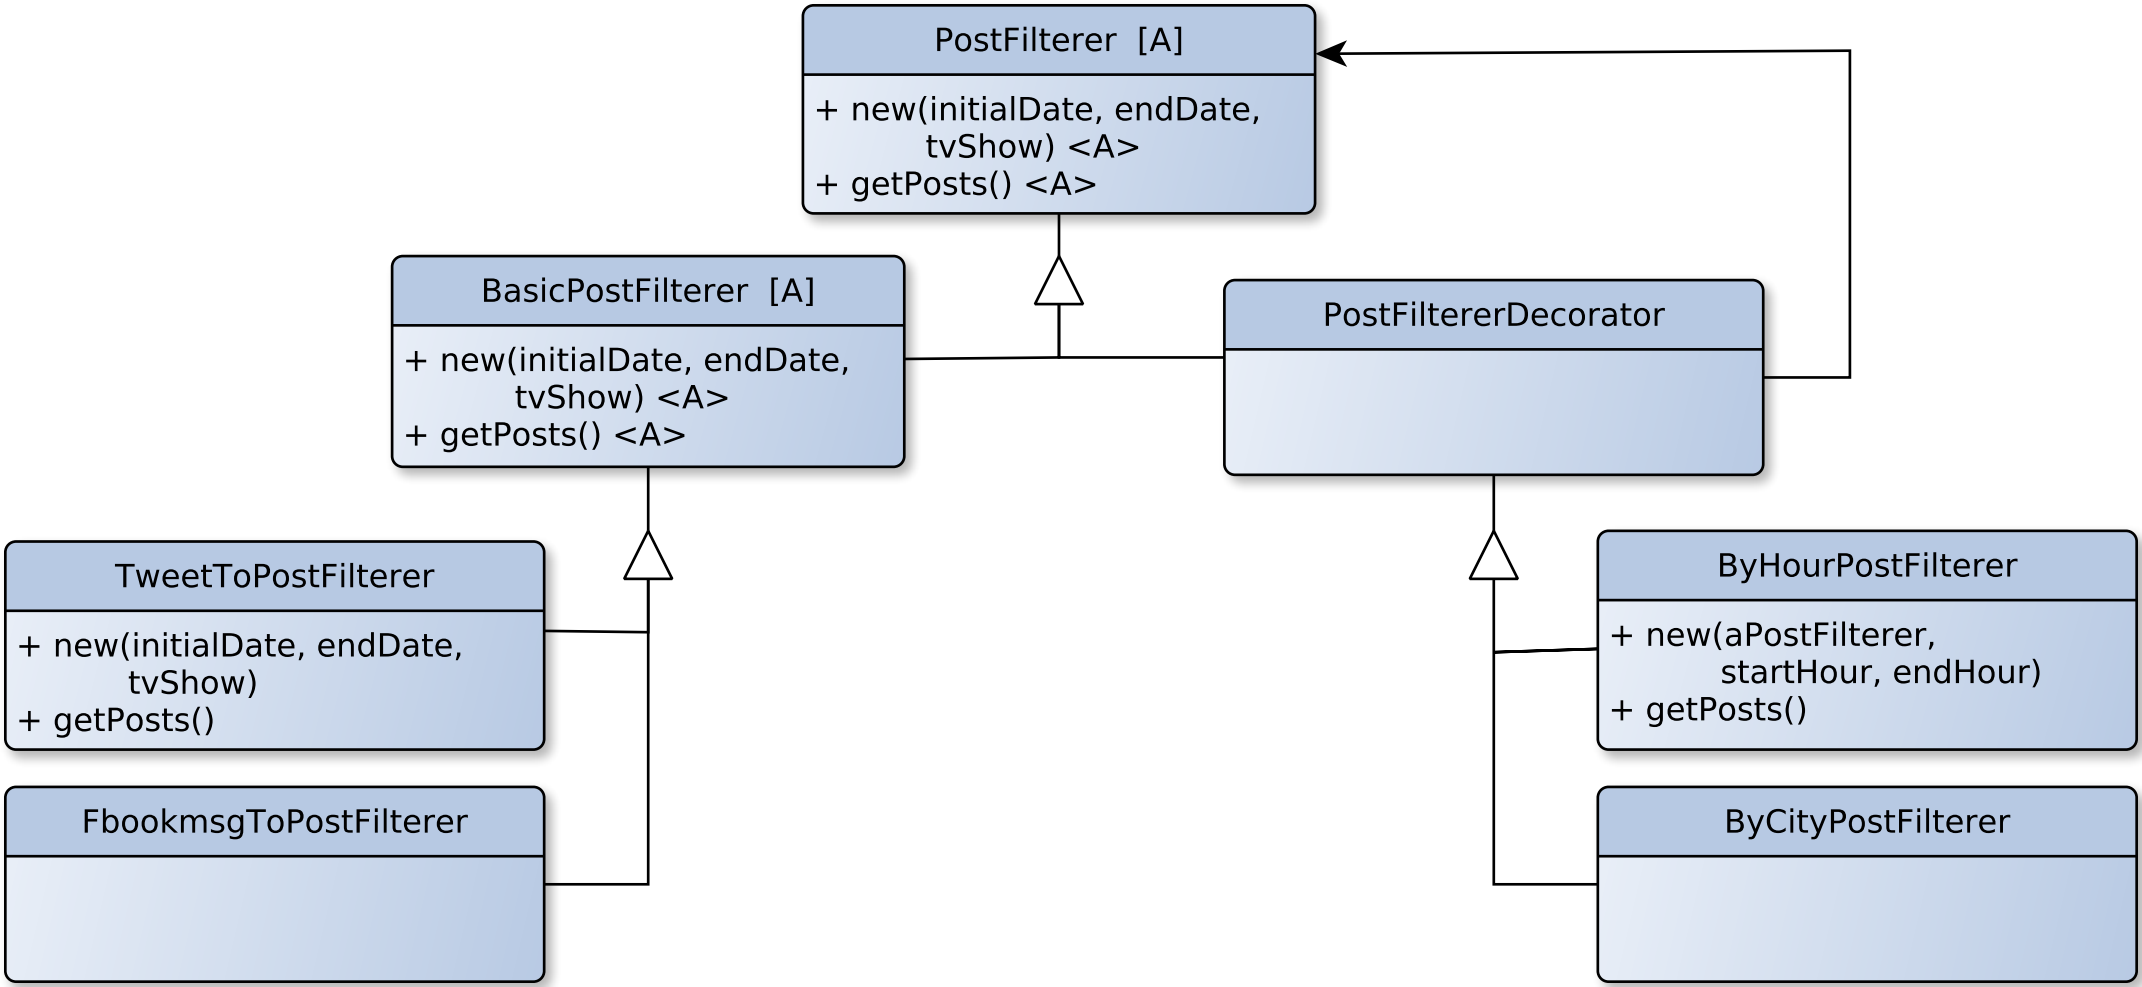 PostFilterer [A]
+ new(initialDate, endDate,
tvShow) <A>
+ getPosts() <A>
BasicPostFilterer [A]
+ new(initialDate, endDate,
tvShow) <A>
+ getPosts() <A>
PostFiltererDecorator
TweetToPostFilterer
+ new(initialDate, endDate,
tvShow)
+ getPosts()
ByHourPostFilterer
+ new(aPostFilterer,
startHour, endHour)
+ getPosts()
FbookmsgToPostFilterer
ByCityPostFilterer